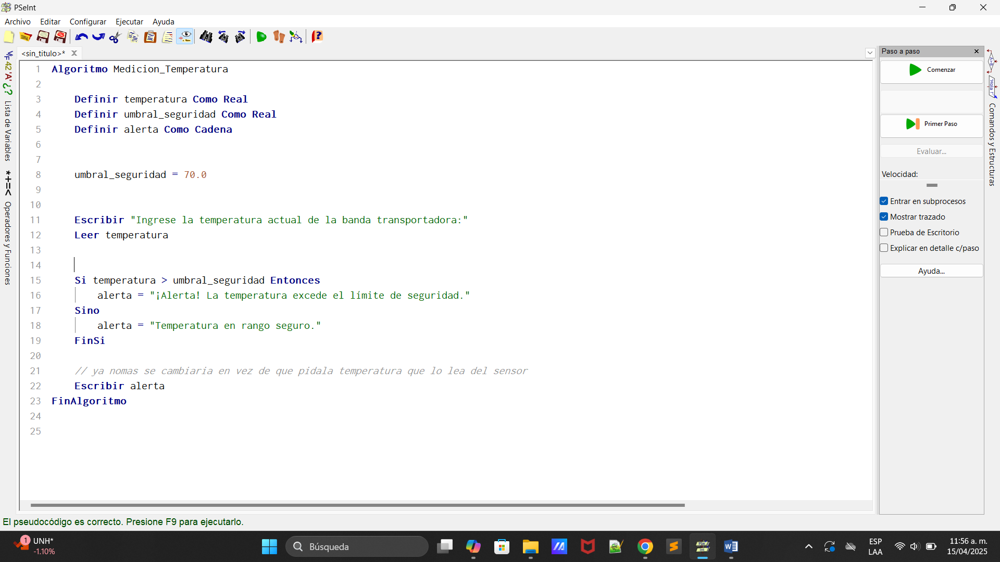 PSeInt
Archivo Editar Configurar Ejecutar Ayuda
<sin_titulo>*
1 Algoritmo Medicion_Temperatura
2
3 Definir temperatura Como Real
4 Definir umbral_seguridad Como Real
5 Definir alerta Como Cadena
6
7
8 umbral_seguridad = 70.0
9
10
11 Escribir "Ingrese la temperatura actual de la banda transportadora:"
12 Leer temperatura
13
14
15 Si temperatura > umbral_seguridad Entonces
16 alerta = "¡Alerta! La temperatura excede el límite de seguridad."
17 Sino
18 alerta = "Temperatura en rango seguro."
19 FinSi
20
21 // ya nomas se cambiaria en vez de que pidala temperatura que lo lea del sensor
22 Escribir alerta
23 FinAlgoritmo
24
25
42 'A' ¿?
Lista de Variables
*+=<
Operadores y Funciones
Paso a paso
Comenzar
Primer Paso
Evaluar...
Velocidad:
Entrar en subprocesos
Mostrar trazado
Prueba de Escritorio
Explicar en detalle c/paso
Ayuda...
A>B
"Hola !"
Comandos y Estructuras
El pseudocódigo es correcto. Presione F9 para ejecutarlo.
1
UNH*
-1.10%
Búsqueda
ESP
LAA
11:56 a. m.
15/04/2025